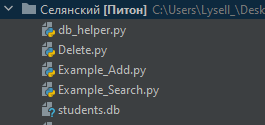 Селянский [Питон] C:\Users\Lysell_\Desk
db_helper.py
Delete.py
Example_Add.py
Example_Search.py
students.db